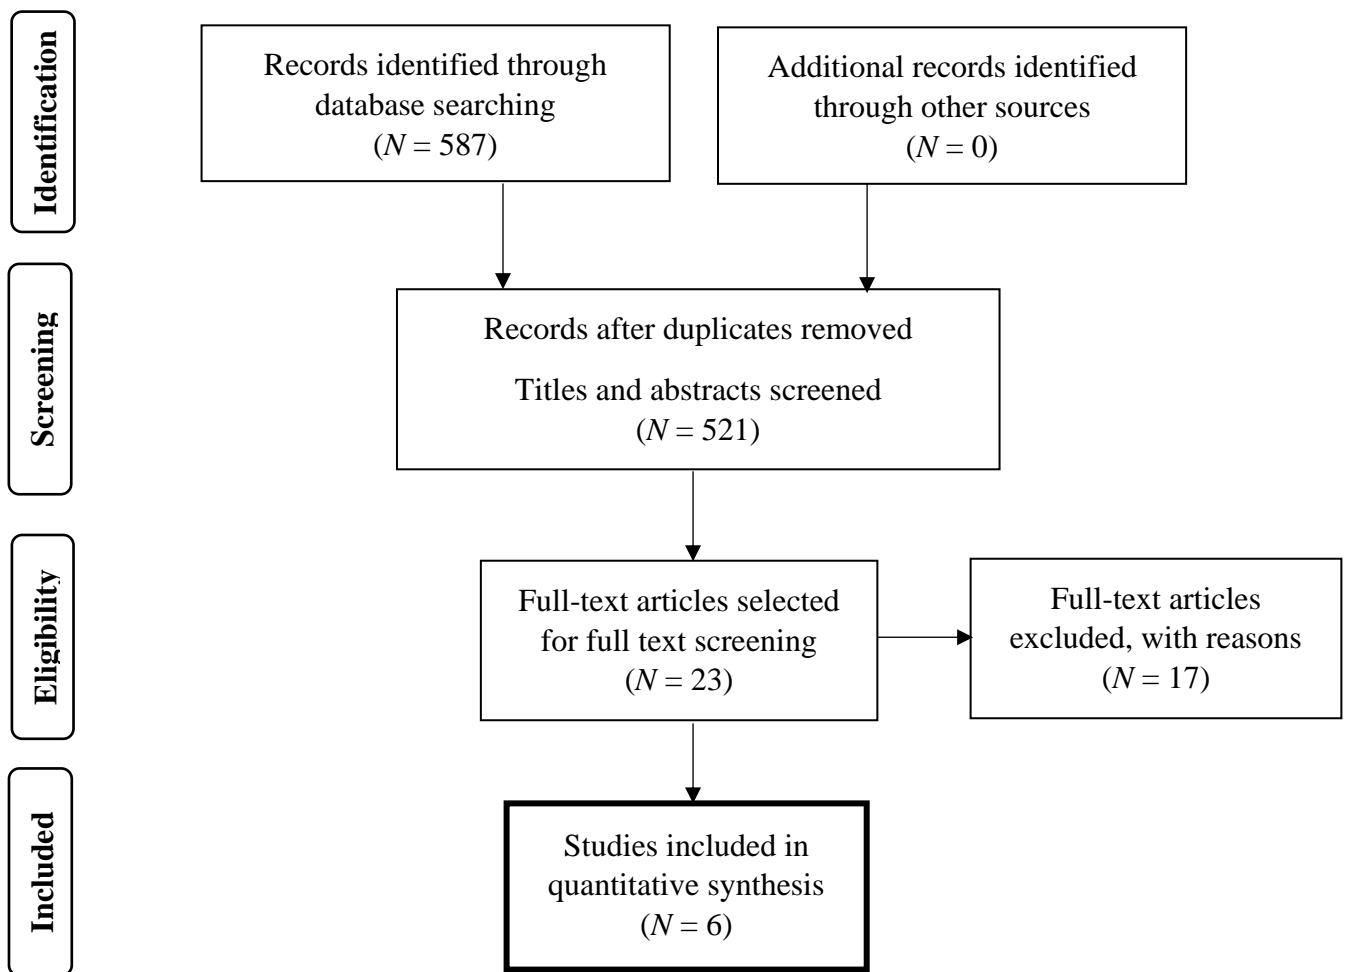 Identification
Records identified through
database searching
(N = 587)
Additional records identified
through other sources
(N = 0)
Screening
Records after duplicates removed
Titles and abstracts screened
(N = 521)
Eligibility
Full-text articles selected
for full text screening
(N = 23)
Full-text articles
excluded, with reasons
(N = 17)
Included
Studies included in
quantitative synthesis
(N = 6)